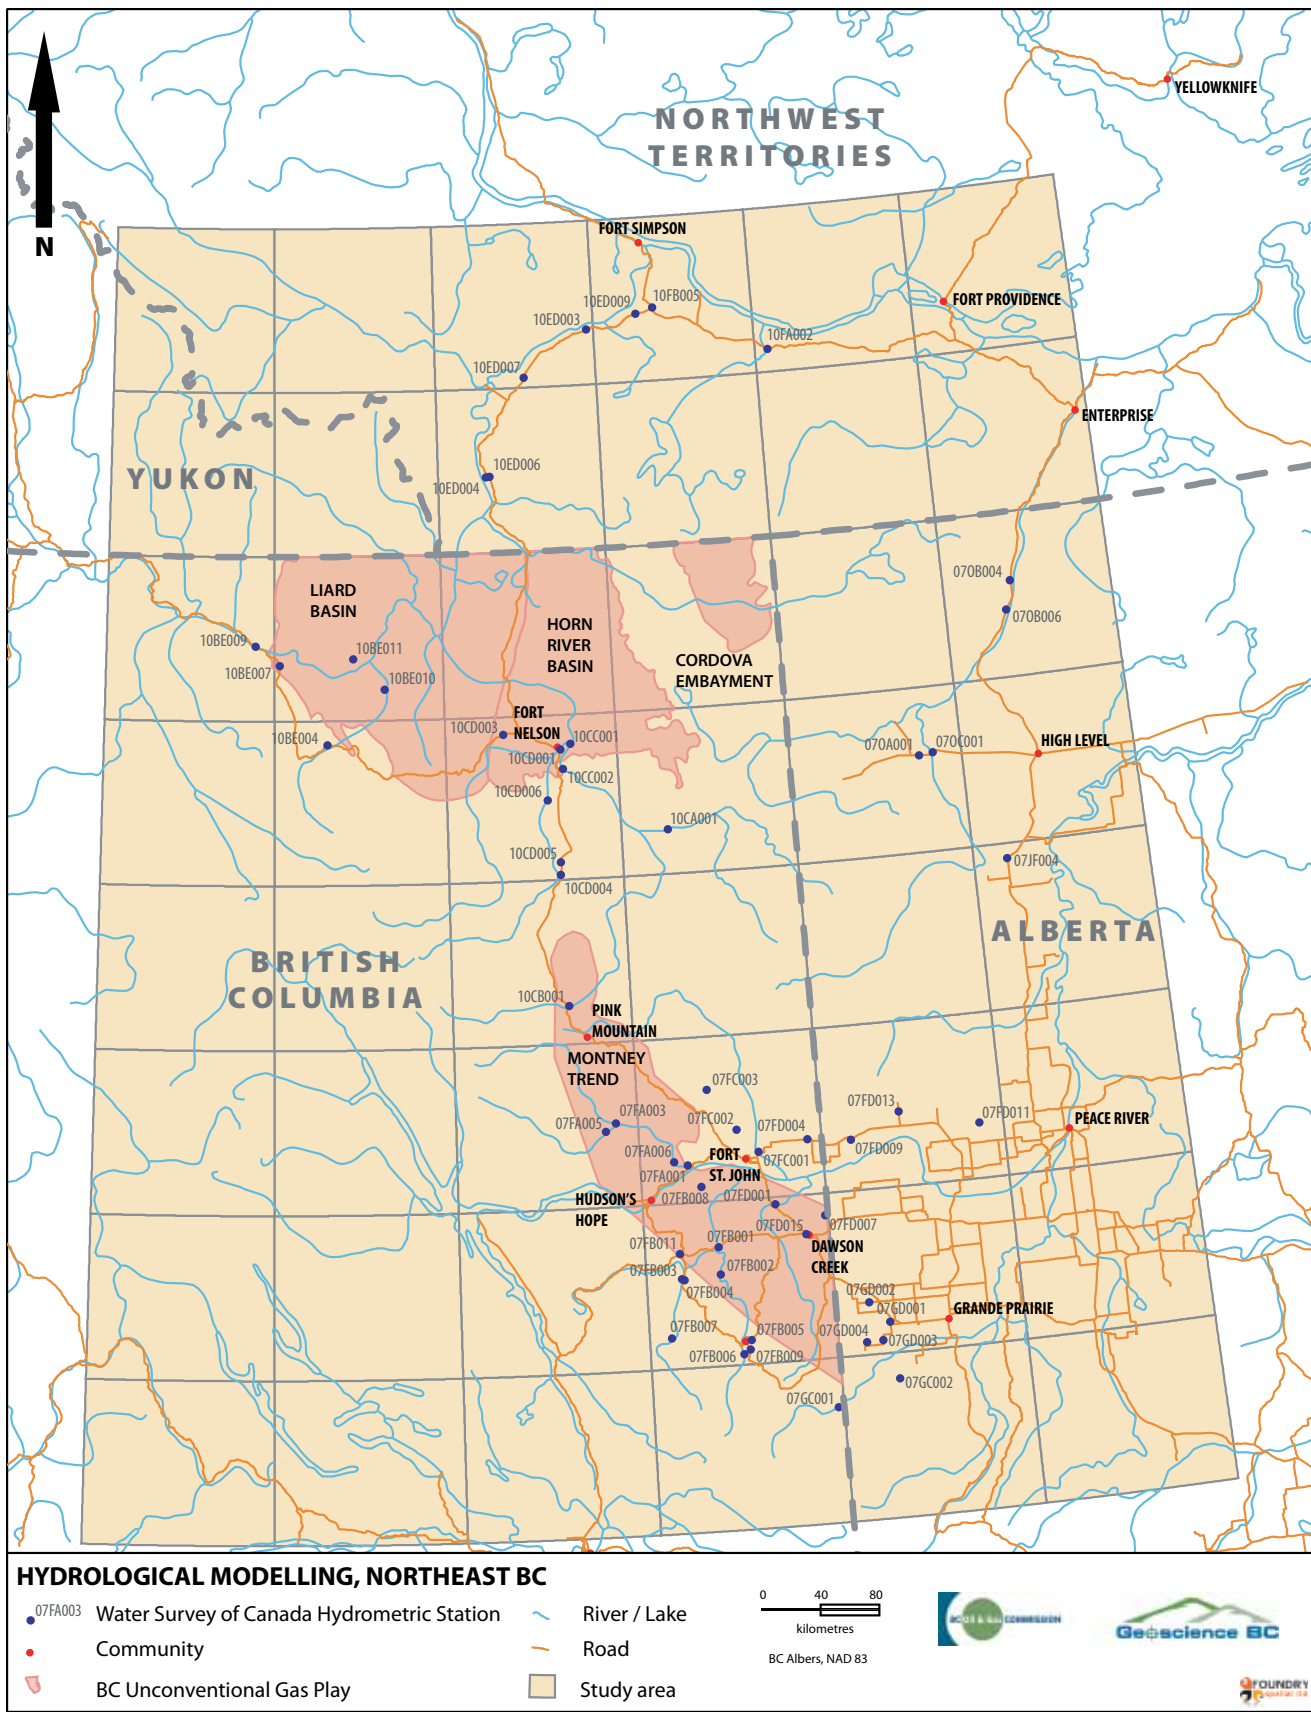 YELLOWKNIFE
NORTHWEST
TERRITORIES
N
FORT SIMPSON
10ED009
10FB005
FORT PROVIDENCE
10ED003
10FA002
10ED007
ENTERPRISE
YUKON
10ED006
10ED004
07OB004
LIARD
BASIN
07OB006
HORN
RIVER
BASIN
10BE009
10BE011
10BE007
10BE010
CORDOVA
EMBAYMENT
FORT
NELSON
10CD003
10BE004
10CC001
10CD001
10CC002
07OA001
07OC001
HIGH LEVEL
10CD006
10CA001
10CD005
10CD004
07JF004
ALBERTA
BRITISH
COLUMBIA
10CB001
PINK
MOUNTAIN
MONTNEY
TREND
07FC003
07FA003
07FA005
07FC002
07FD004
07FD013
07FD011
PEACE RIVER
07FD009
07FA006
07FA001
FORT
ST. JOHN
07FC001
HUDSON'S
HOPE
07FB008
07FD001
07FD015
07FD007
07FB011
07FB001
DAWSON
CREEK
07FB003
07FB002
07FB004
07GD002
07GD001
GRANDE PRAIRIE
07FB007
07FB005
07GD004
07GD003
07FB006
07FB009
07GC002
07GC001
HYDROLOGICAL MODELLING, NORTHEAST BC
07FA003 Water Survey of Canada Hydrometric Station
Community
BC Unconventional Gas Play
River / Lake
Road
Study area
0 40 80
kilometres
BC Albers, NAD 83
COMMISSION
Geoscience BC
FOUNDRY